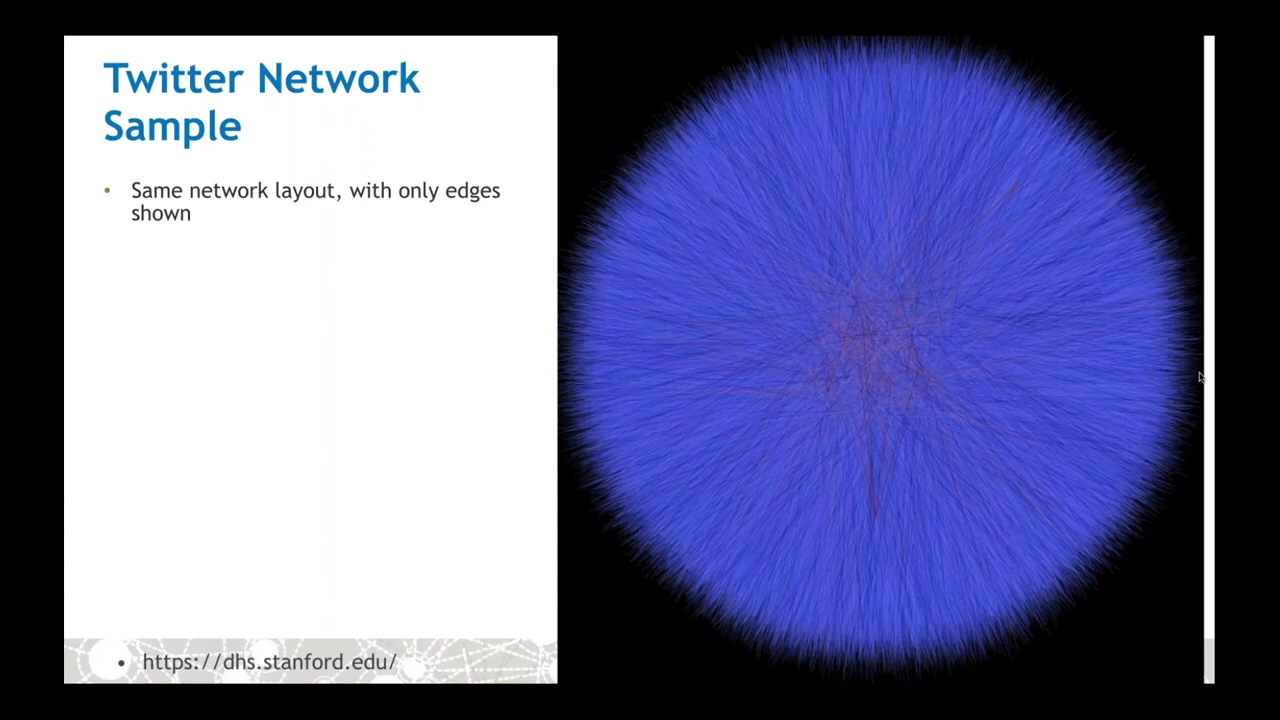 Twitter Network
Sample
• Same network layout, with only edges
shown
• https://dhs.stanford.edu/